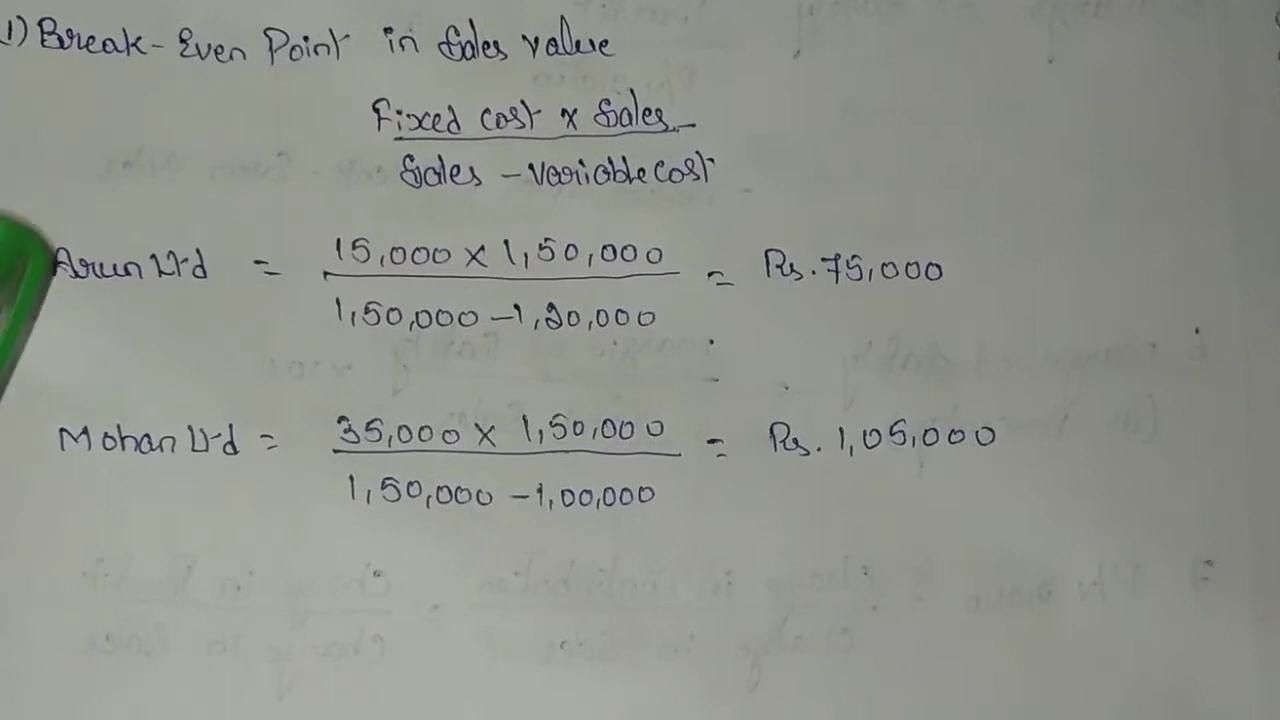 1) Break-Even Point in Sales value
Fixed cost x Sales
Sales - variable cost
Arun Ltd = 15,000 x 1,50,000 = Rs. 75,000
1,50,000 - 1,20,000
Mohan Ltd = 35,000 x 1,50,000 = Rs. 1,05,000
1,50,000 - 1,00,000